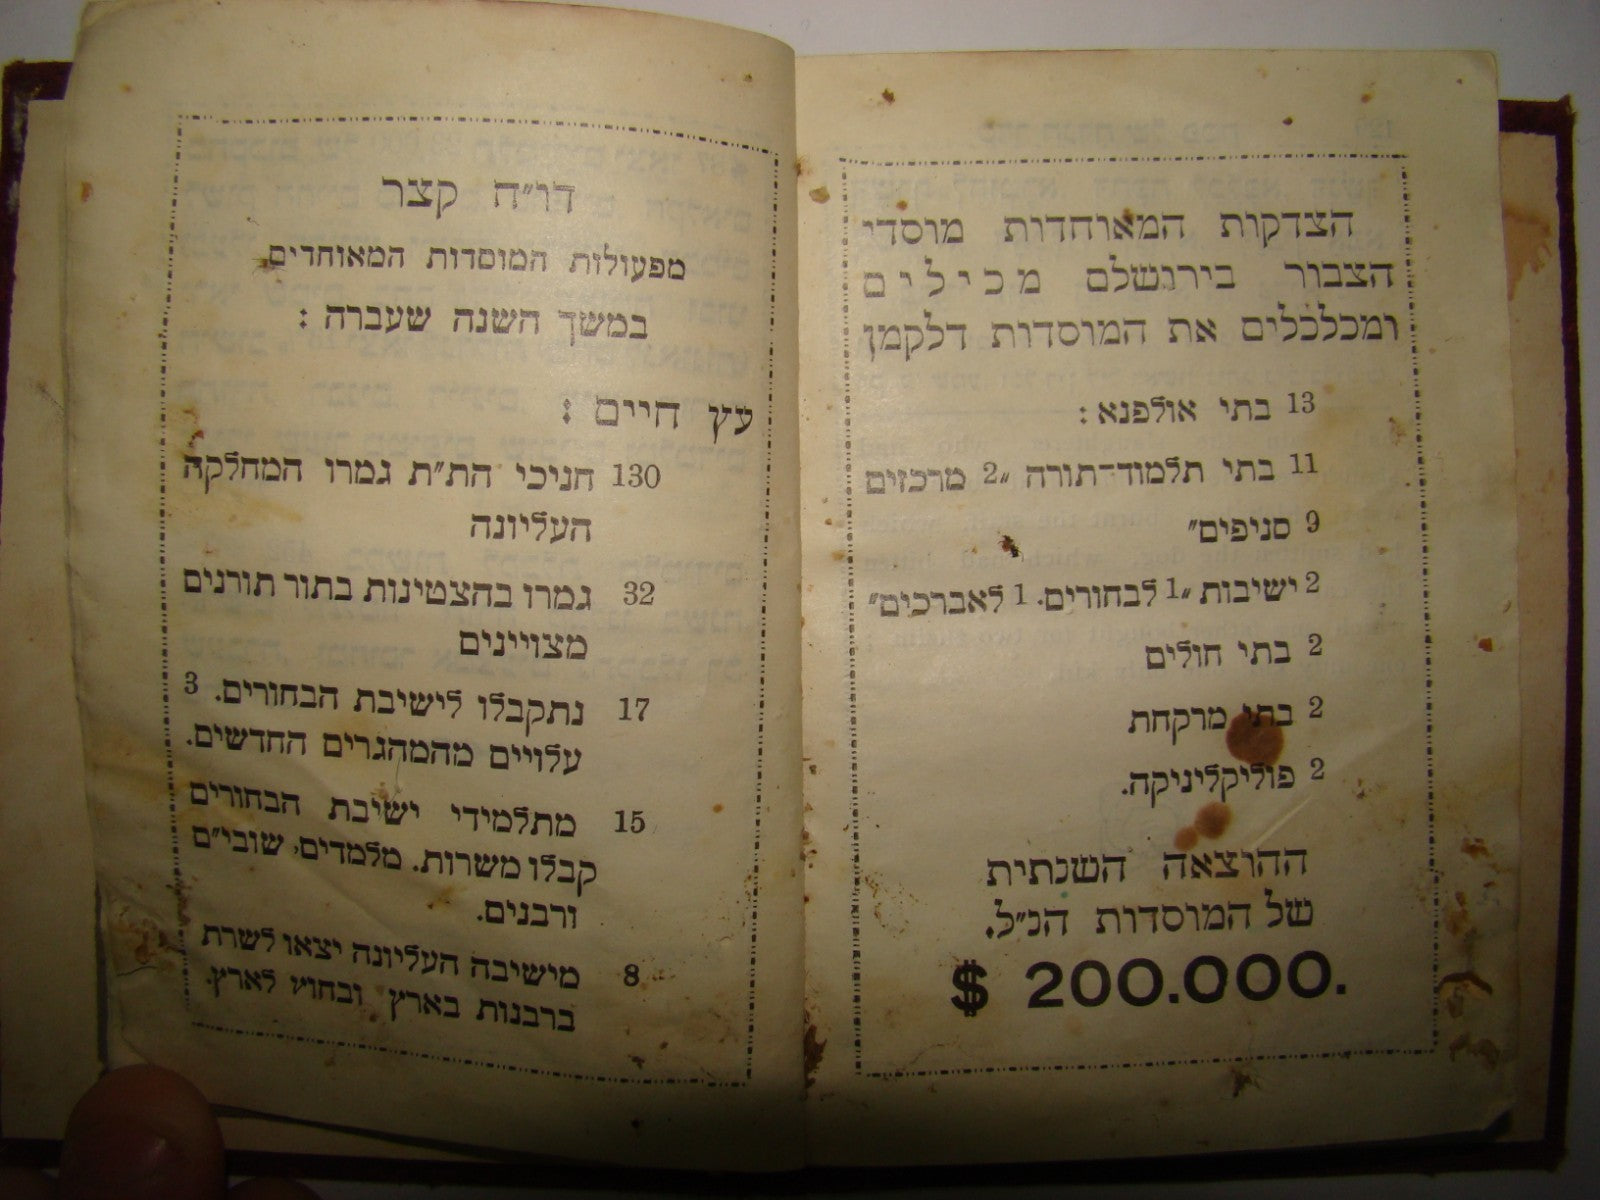 הצדקות המאוחדות מוסדי
הצבור בירושלם מכילים
ומכלכלים את המוסדות דלקמן
13 בתי אולפנא:
11 בתי תלמוד־תורה „2 מרכזים
9 סניפים”
2 ישיבות „1 לבחורים. 1 לאברכים”
2 בתי חולים
2 בתי מרקחת
2 פוליקליניקה.
ההוצאה השנתית
של המוסדות הנ״ל.
$ 200.000.
דו״ח קצר
מפעולות המוסדות המאוחדים
במשך השנה שעברה:
עץ חיים:
130 חניכי הת״ת גמרו המחלקה
העליונה
32 גמרו בהצטינות בתור תורנים
מצויינים
17 נתקבלו לישיבת הבחורים. 3
עלויים מהמהגרים החדשים.
15 מתלמידי ישיבת הבחורים
קבלו משרות. מלמדים, שובי״ם
ורבנים.
8 מישיבה העליונה יצאו לשרת
ברבנות בארץ ובחוץ לארץ.